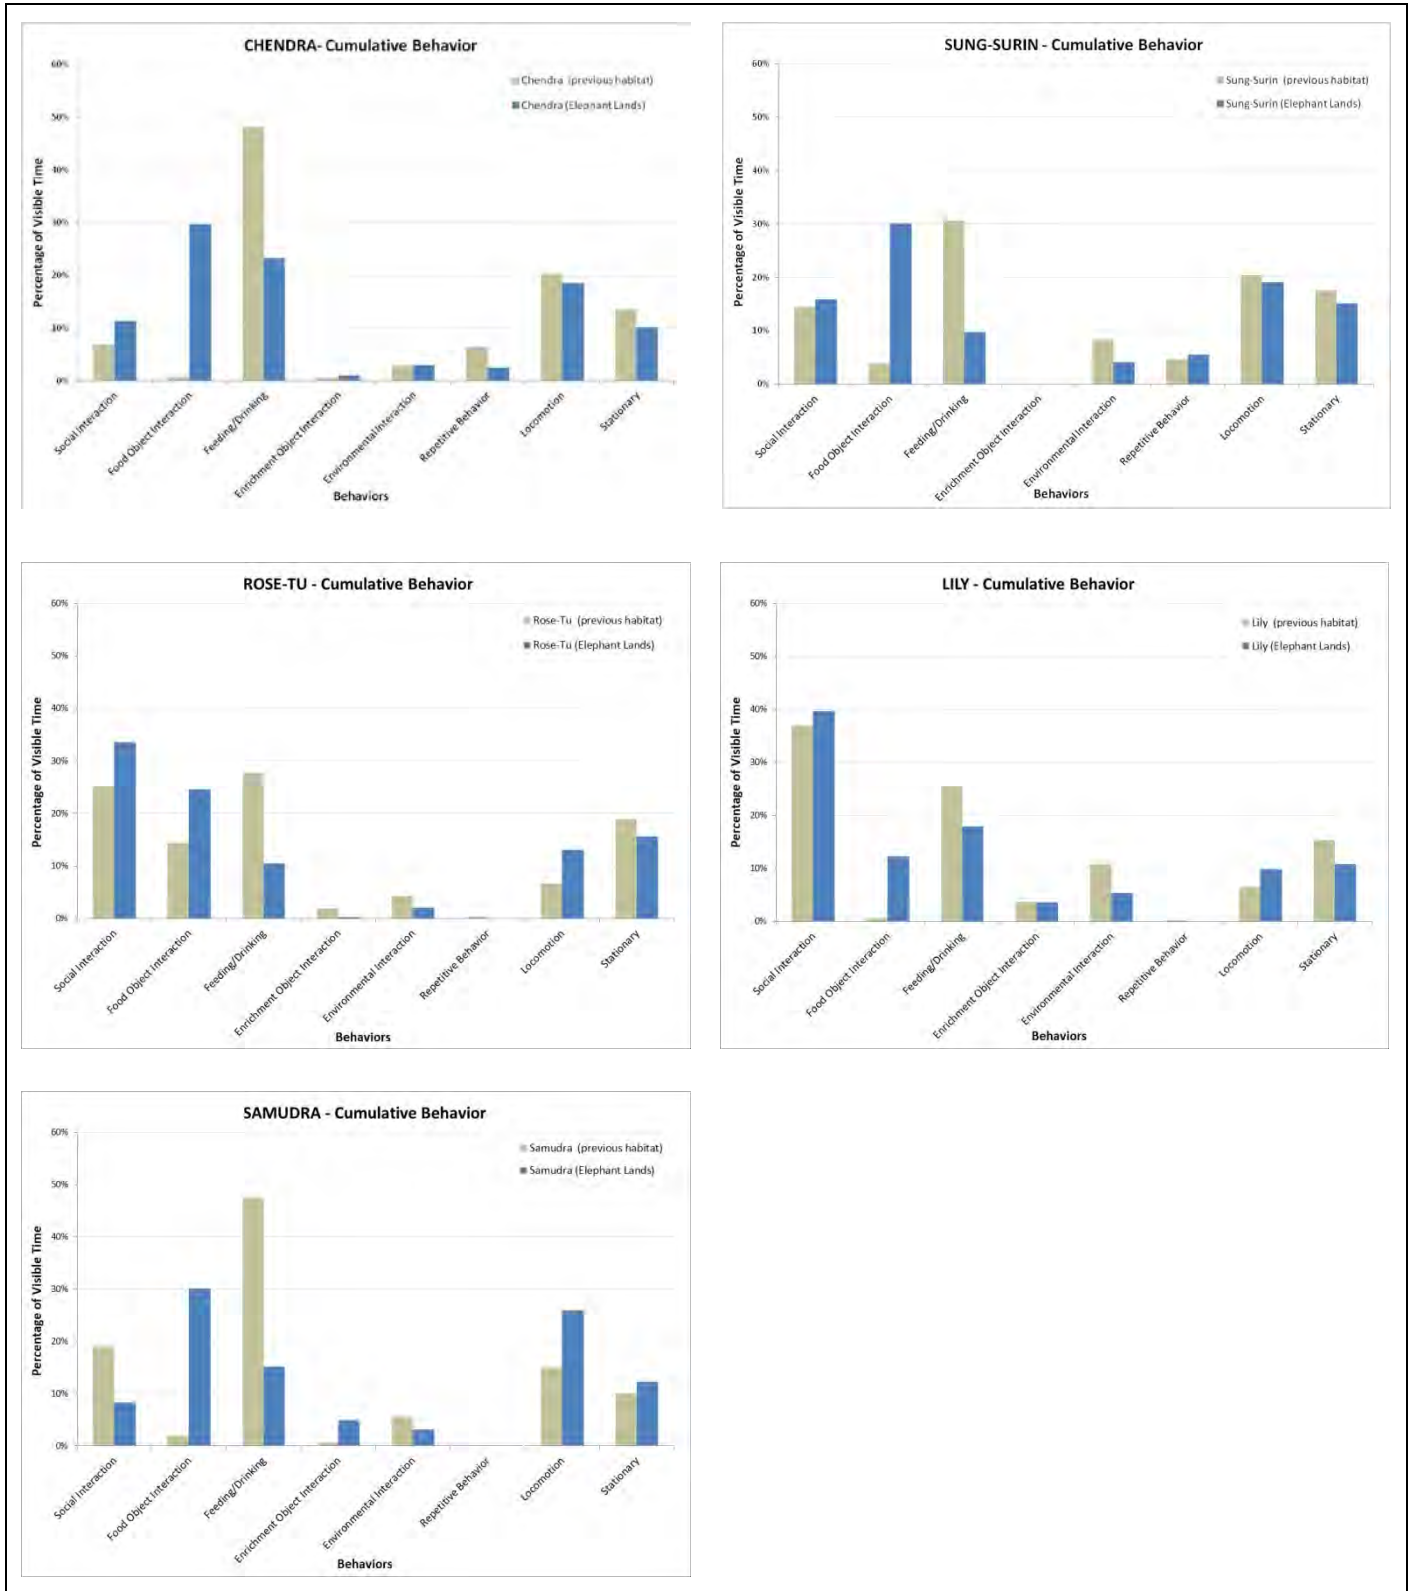 CHENDRA- Cumulative Behavior
60%
50%
40%
30%
20%
10%
0%
Percentage of Visible Time
Chendra (previous habitat)
Chendra (Elephant Lands)
Social Interaction
Food Object Interaction
Feeding/Drinking
Enrichment Object Interaction
Environmental Interaction
Repetitive Behavior
Locomotion
Stationary
Behaviors
SUNG-SURIN - Cumulative Behavior
60%
50%
40%
30%
20%
10%
0%
Percentage of Visible Time
Sung-Surin (previous habitat)
Sung-Surin (Elephant Lands)
Social Interaction
Food Object Interaction
Feeding/Drinking
Enrichment Object Interaction
Environmental Interaction
Repetitive Behavior
Locomotion
Stationary
Behaviors
ROSE-TU - Cumulative Behavior
60%
50%
40%
30%
20%
10%
0%
Percentage of Visible Time
Rose-Tu (previous habitat)
Rose-Tu (Elephant Lands)
Social Interaction
Food Object Interaction
Feeding/Drinking
Enrichment Object Interaction
Environmental Interaction
Repetitive Behavior
Locomotion
Stationary
Behaviors
LILY - Cumulative Behavior
60%
50%
40%
30%
20%
10%
0%
Percentage of Visible Time
Lily (previous habitat)
Lily (Elephant Lands)
Social Interaction
Food Object Interaction
Feeding/Drinking
Enrichment Object Interaction
Environmental Interaction
Repetitive Behavior
Locomotion
Stationary
Behaviors
SAMUDRA - Cumulative Behavior
60%
50%
40%
30%
20%
10%
0%
Percentage of Visible Time
Samudra (previous habitat)
Samudra (Elephant Lands)
Social Interaction
Food Object Interaction
Feeding/Drinking
Enrichment Object Interaction
Environmental Interaction
Repetitive Behavior
Locomotion
Stationary
Behaviors